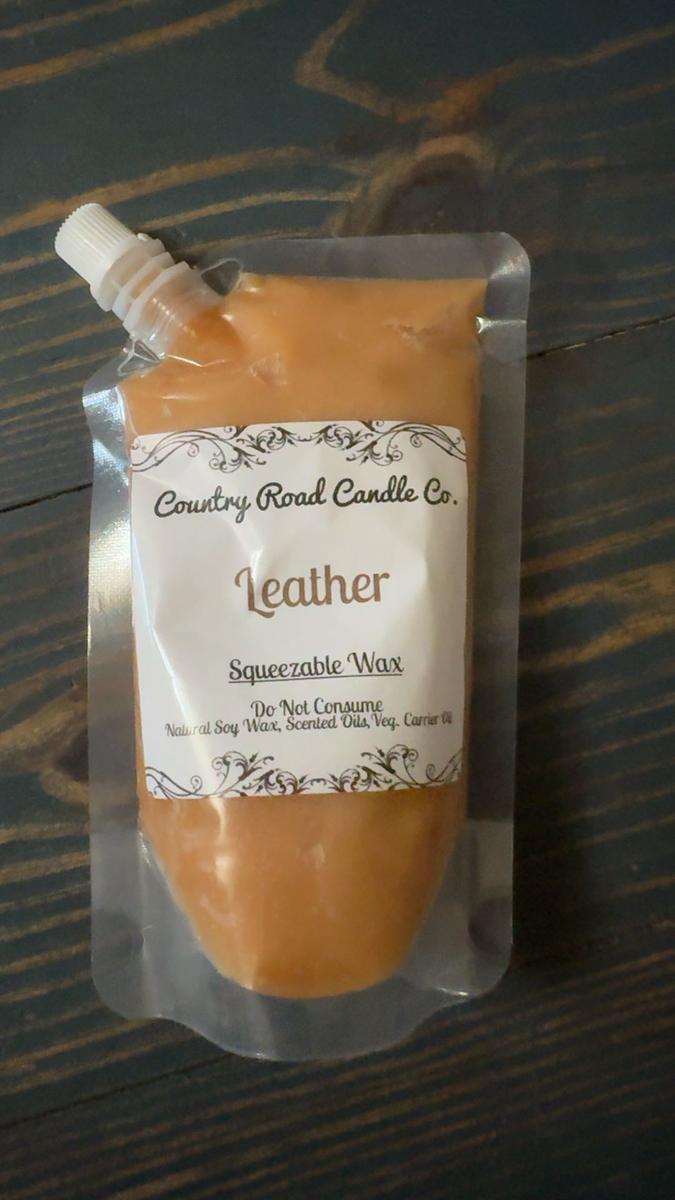 Country Road Candle Co.
Leather
Squeezable Wax
Do Not Consume
Natural Soy Wax, Scented Oils, Veg. Carrier Oil